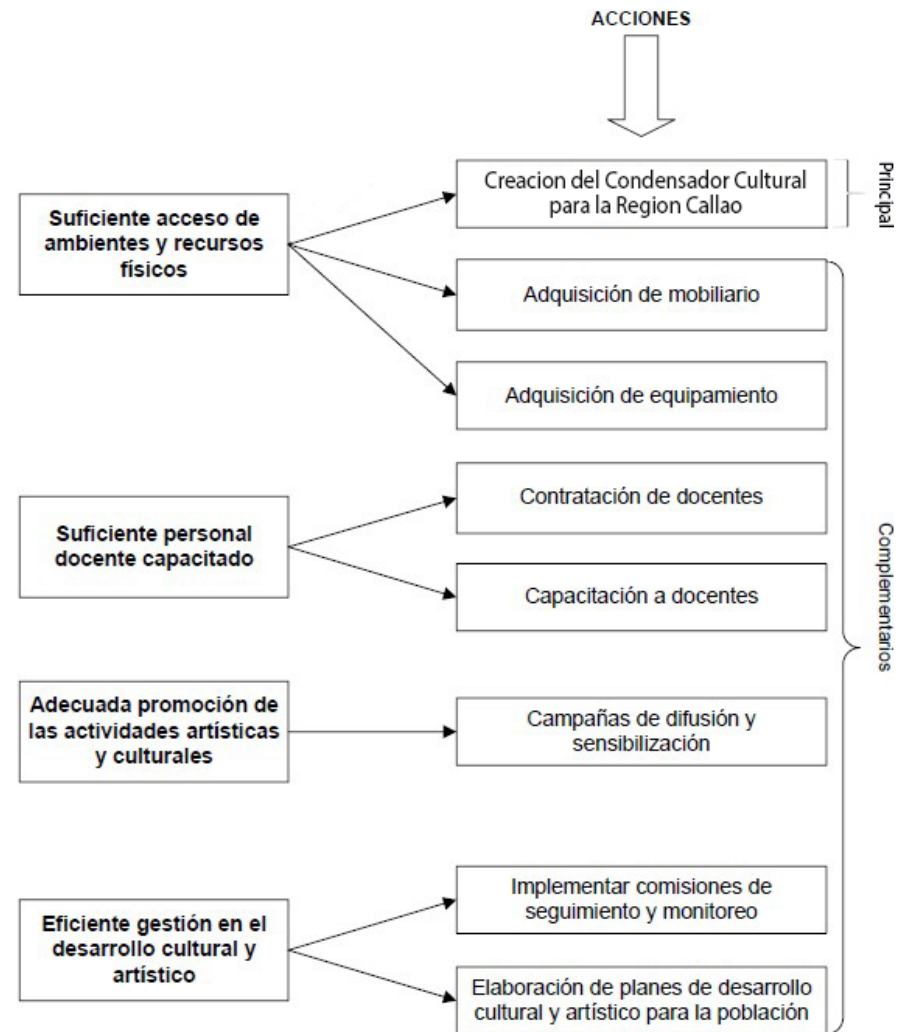 ACCIONES
Creacion del Condensador Cultural
para la Region Callao
Principal
Suficiente acceso de
ambientes y recursos
físicos
Adquisición de mobiliario
Adquisición de equipamiento
Suficiente personal
docente capacitado
Contratación de docentes
Capacitación a docentes
Complementarios
Adecuada promoción de
las actividades artísticas
y culturales
Campañas de difusión y
sensibilización
Eficiente gestión en el
desarrollo cultural y
artístico
Implementar comisiones de
seguimiento y monitoreo
Elaboración de planes de desarrollo
cultural y artístico para la población